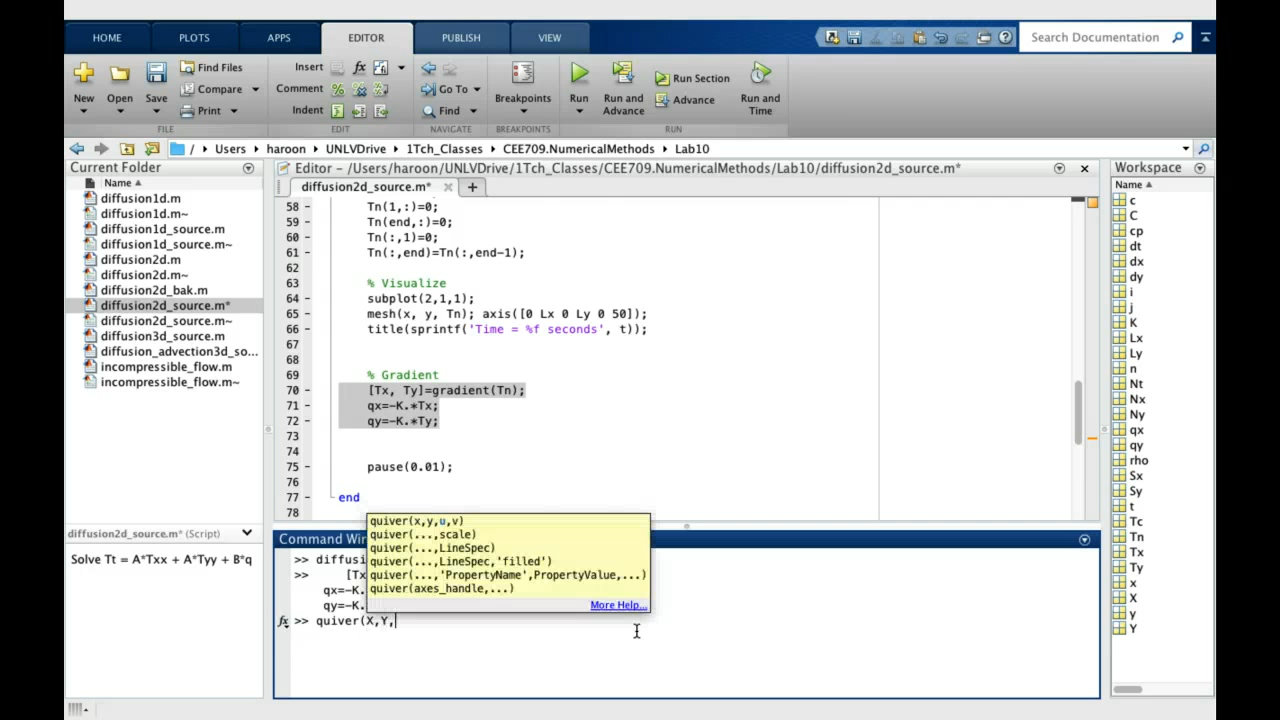 HOME PLOTS APPS EDITOR PUBLISH VIEW Search Documentation
New Open Save Find Files Compare Print
Insert fx
Comment %
Indent
Go To Find
Breakpoints
Run Run and Advance Run Section Advance Run and Time
FILE EDIT NAVIGATE BREAKPOINTS RUN
/ Users haroon UNLVDrive 1Tch_Classes CEE709.NumericalMethods Lab10
Current Folder
Name
diffusion1d.m
diffusion1d.m~
diffusion1d_source.m
diffusion1d_source.m~
diffusion2d.m
diffusion2d.m~
diffusion2d_bak.m
diffusion2d_source.m*
diffusion2d_source.m~
diffusion3d_source.m
diffusion_advection3d_so...
incompressible_flow.m
incompressible_flow.m~
diffusion2d_source.m* (Script)
Solve Tt = A*Txx + A*Tyy + B*q
Editor - /Users/haroon/UNLVDrive/1Tch_Classes/CEE709.NumericalMethods/Lab10/diffusion2d_source.m*
diffusion2d_source.m* × +
58 - Tn(1,:)=0;
59 - Tn(end,:)=0;
60 - Tn(:,1)=0;
61 - Tn(:,end)=Tn(:,end-1);
62
63 % Visualize
64 - subplot(2,1,1);
65 - mesh(x, y, Tn); axis([0 Lx 0 Ly 0 50]);
66 - title(sprintf('Time = %f seconds', t));
67
68
69 % Gradient
70 - [Tx, Ty]=gradient(Tn);
71 - qx=-K.*Tx;
72 - qy=-K.*Ty;
73
74
75 - pause(0.01);
76
77 - end
78
quiver(x,y,u,v)
quiver(...,scale)
quiver(...,LineSpec)
quiver(...,LineSpec,'filled')
quiver(...,'PropertyName',PropertyValue,...)
quiver(axes_handle,...)
More Help...
Command Win
>> diffusi
>> [Tx
qx=-K.
qy=-K.
fx >> quiver(X,Y,
Workspace
Name
c
C
cp
dt
dx
dy
i
j
K
Lx
Ly
n
Nt
Nx
Ny
qx
qy
rho
Sx
Sy
t
Tc
Tn
Tx
Ty
x
X
y
Y